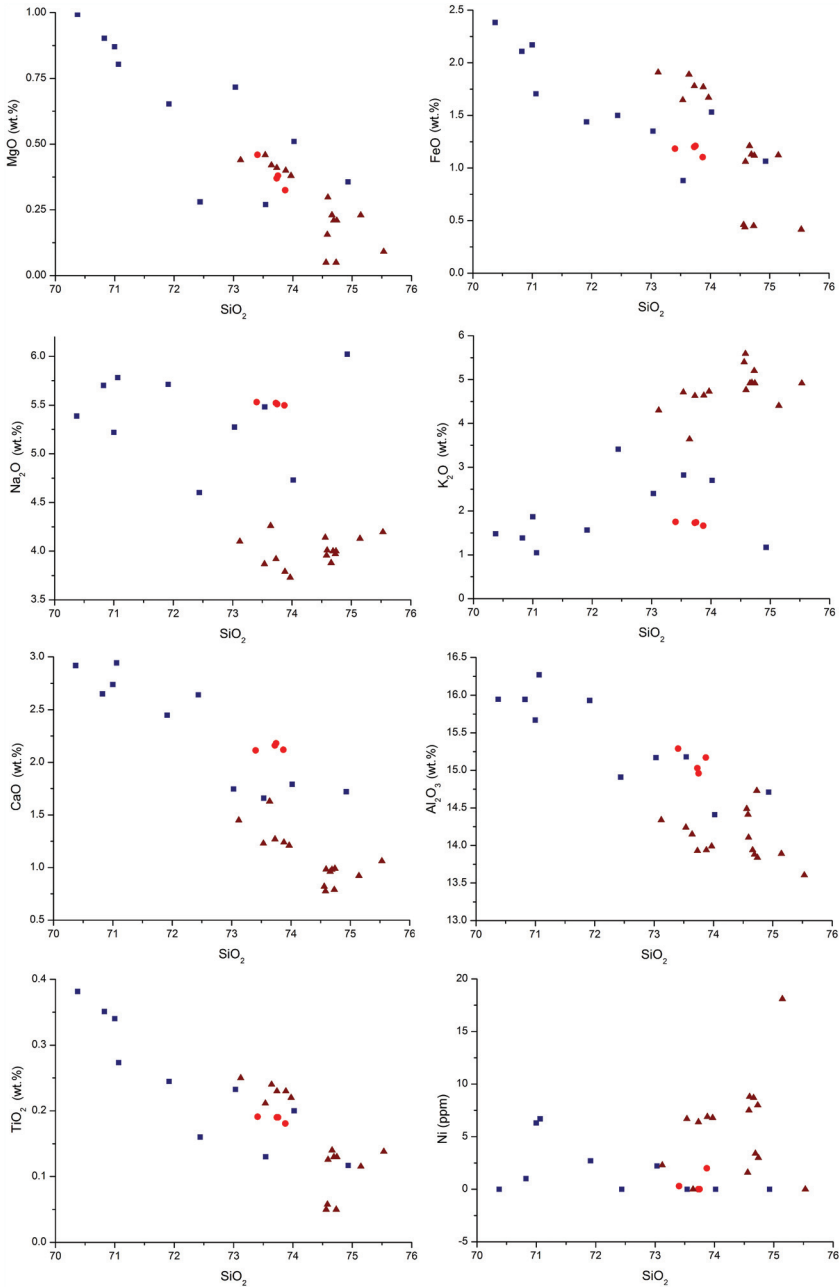 1.00
0.75
0.50
0.25
0.00
MgO (wt.%)
70 71 72 73 74 75 76
SiO2
2.5
2.0
1.5
1.0
0.5
0.0
FeO (wt.%)
70 71 72 73 74 75 76
SiO2
6.0
5.5
5.0
4.5
4.0
3.5
Na2O (wt.%)
70 71 72 73 74 75 76
SiO2
6
5
4
3
2
1
0
K2O (wt.%)
70 71 72 73 74 75 76
SiO2
3.0
2.5
2.0
1.5
1.0
0.5
CaO (wt.%)
70 71 72 73 74 75 76
SiO2
16.5
16.0
15.5
15.0
14.5
14.0
13.5
13.0
Al2O3 (wt.%)
70 71 72 73 74 75 76
SiO2
0.4
0.3
0.2
0.1
0.0
TiO2 (wt.%)
70 71 72 73 74 75 76
SiO2
20
15
10
5
0
-5
Ni (ppm)
70 71 72 73 74 75 76
SiO2